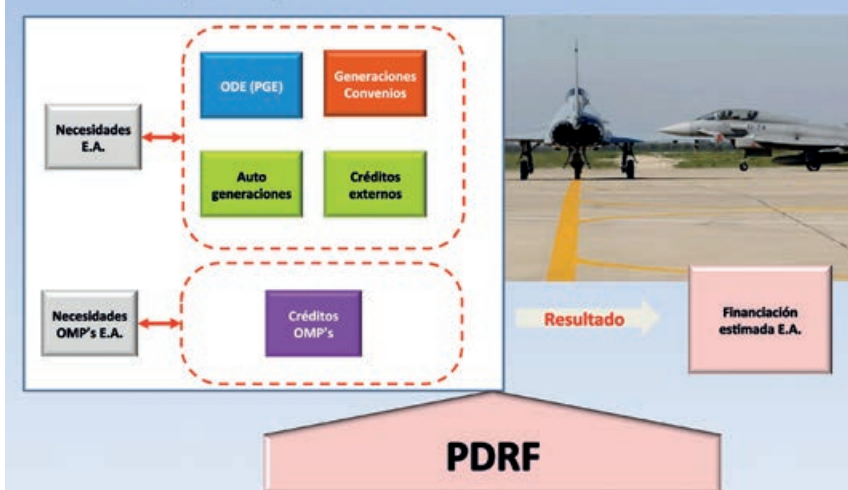 ODE (PGE)
Generaciones
Convenios
Necesidades
E.A.
Auto
generaciones
Créditos
externos
Necesidades
OMP's E.A.
Créditos
OMP's
Resultado
Financiación
estimada E.A.
PDRF